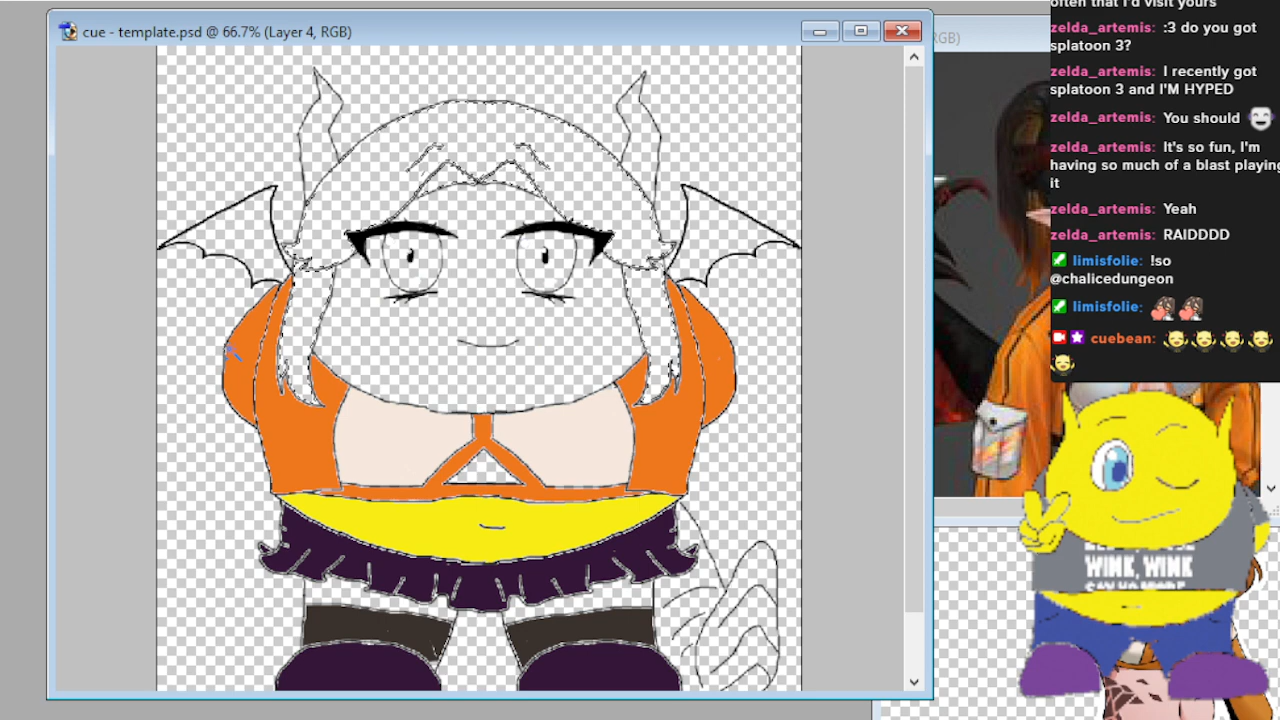 cue - template.psd @ 66.7% (Layer 4, RGB)
RGB)
often that I'd visit yours
zelda_artemis: :3 do you got
splatoon 3?
zelda_artemis: I recently got
splatoon 3 and I'M HYPED
zelda_artemis: You should
zelda_artemis: It's so fun, I'm
having so much of a blast playing
it
zelda_artemis: Yeah
zelda_artemis: RAIDDDD
limisfolie: !so
@chalicedungeon
limisfolie:
cuebean:
WINK, WINK